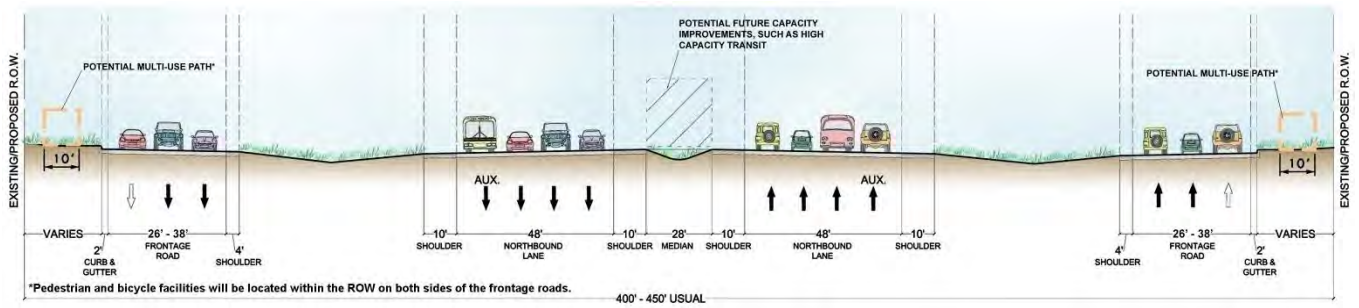 POTENTIAL FUTURE CAPACITY
IMPROVEMENTS, SUCH AS HIGH
CAPACITY TRANSIT
EXISTING/PROPOSED R.O.W.
POTENTIAL MULTI-USE PATH*
POTENTIAL MULTI-USE PATH*
EXISTING/PROPOSED R.O.W.
10'
10'
AUX.
AUX.
VARIES
2'
CURB &
GUTTER
26' - 38'
FRONTAGE
ROAD
4'
SHOULDER
10'
SHOULDER
48'
NORTHBOUND
LANE
10'
SHOULDER
28'
MEDIAN
10'
SHOULDER
48'
NORTHBOUND
LANE
10'
SHOULDER
4'
SHOULDER
26' - 38'
FRONTAGE
ROAD
2'
CURB &
GUTTER
VARIES
*Pedestrian and bicycle facilities will be located within the ROW on both sides of the frontage roads.
400' - 450' USUAL